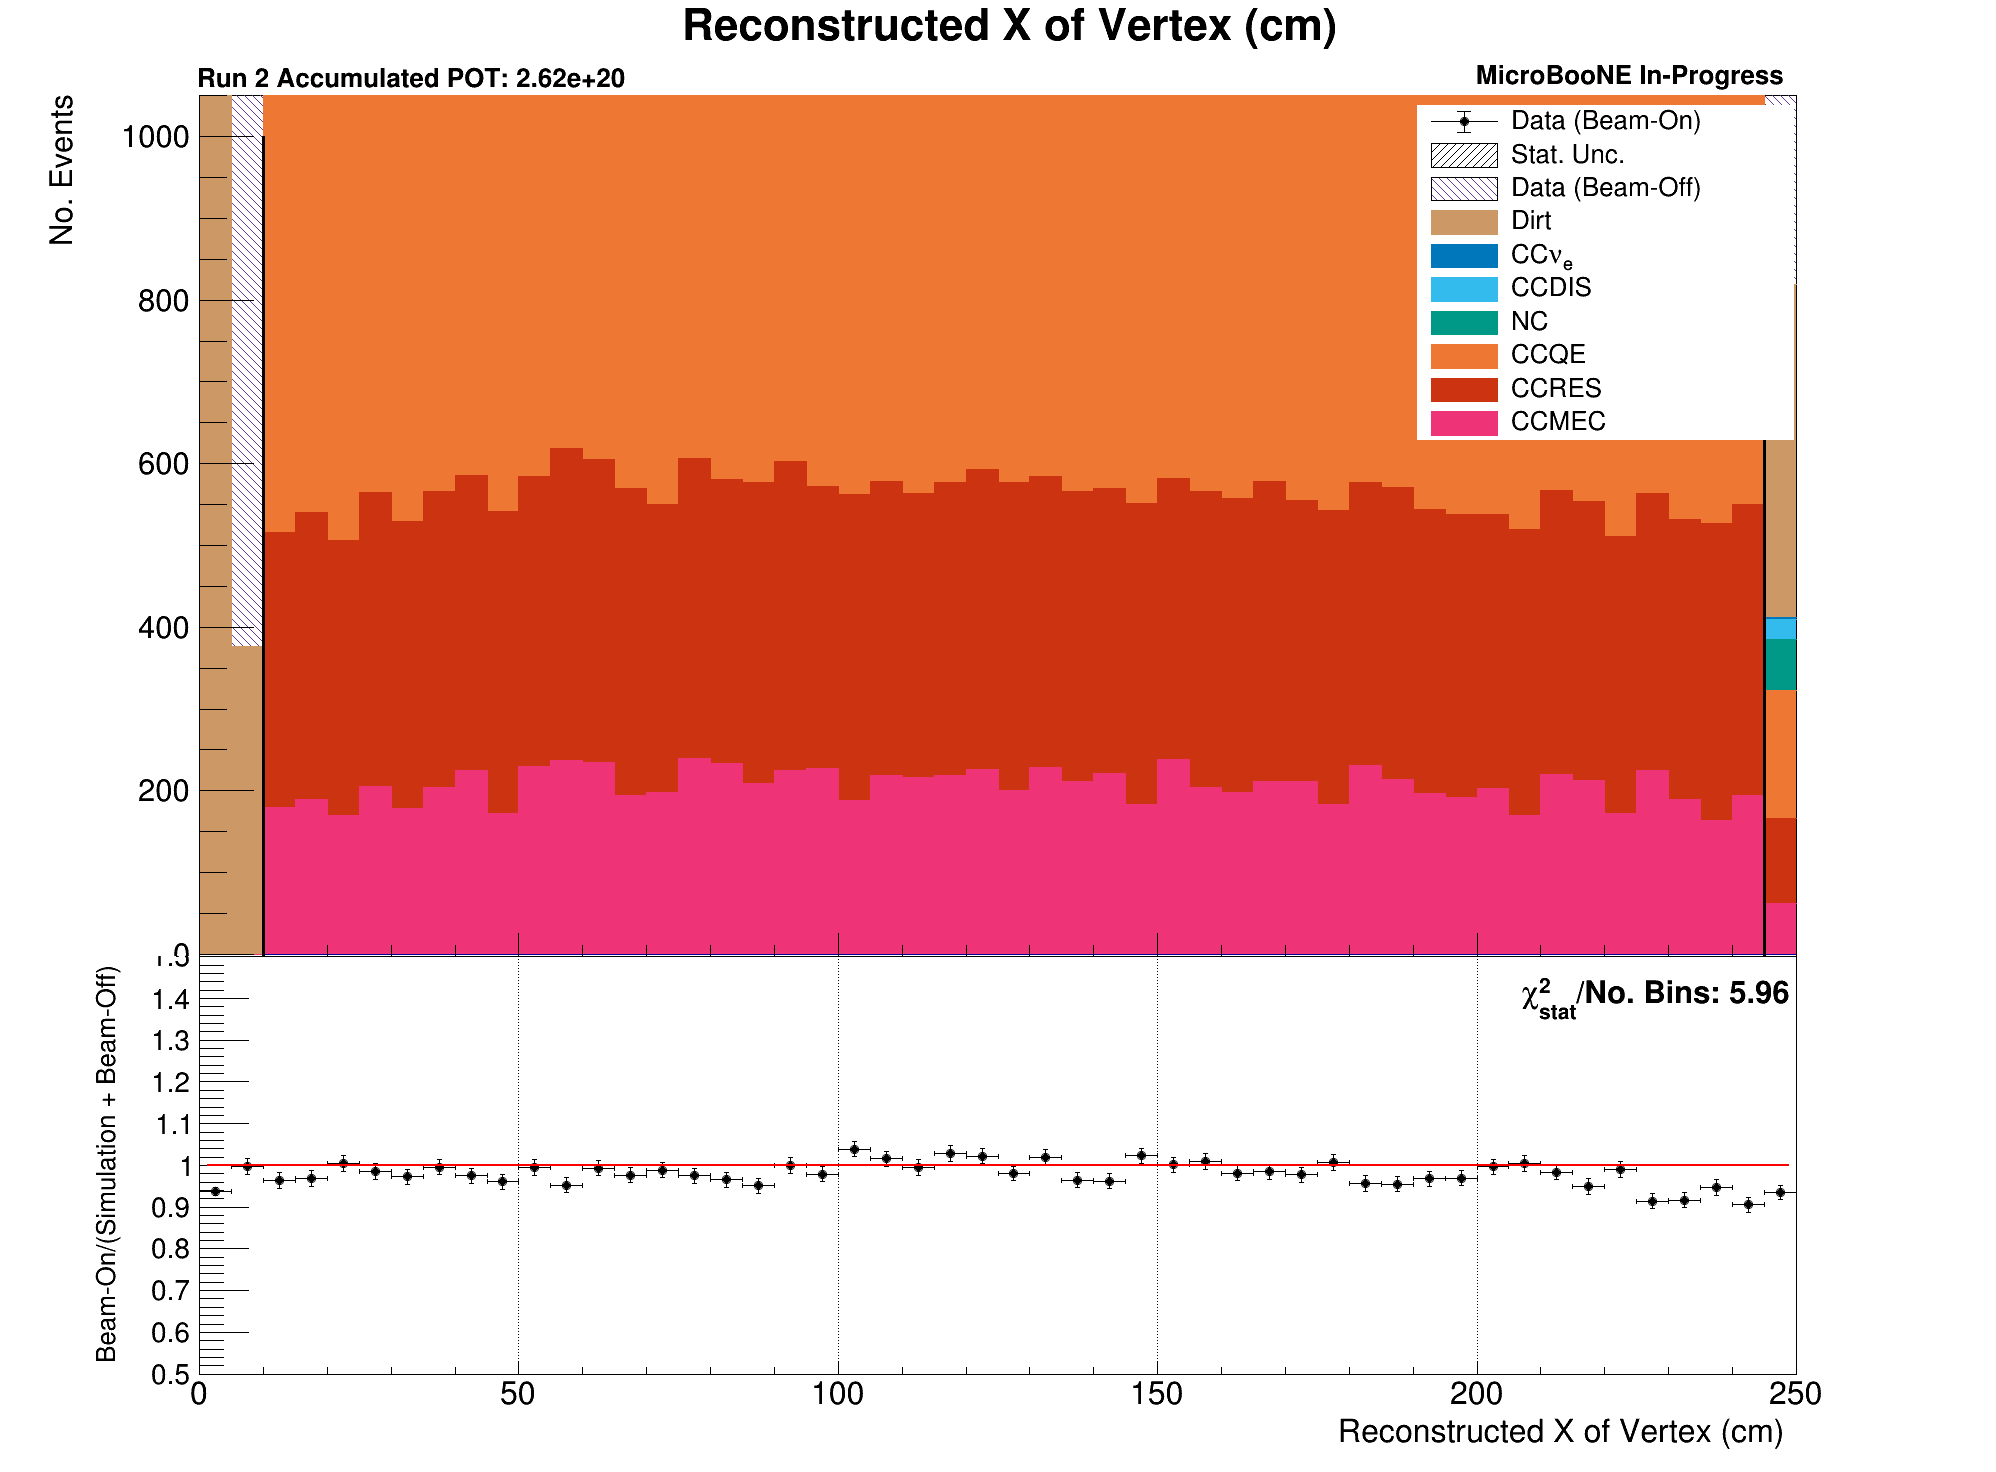 Reconstructed X of Vertex (cm)
Run 2 Accumulated POT: 2.62e+20
MicroBooNE In-Progress
No. Events
1000
800
600
400
200
0
Data (Beam-On)
Stat. Unc.
Data (Beam-Off)
Dirt
CCνe
CCDIS
NC
CCQE
CCRES
CCMEC
Beam-On/(Simulation + Beam-Off)
1.5
1.4
1.3
1.2
1.1
1
0.9
0.8
0.7
0.6
0.5
χ²stat/No. Bins: 5.96
0 50 100 150 200 250
Reconstructed X of Vertex (cm)